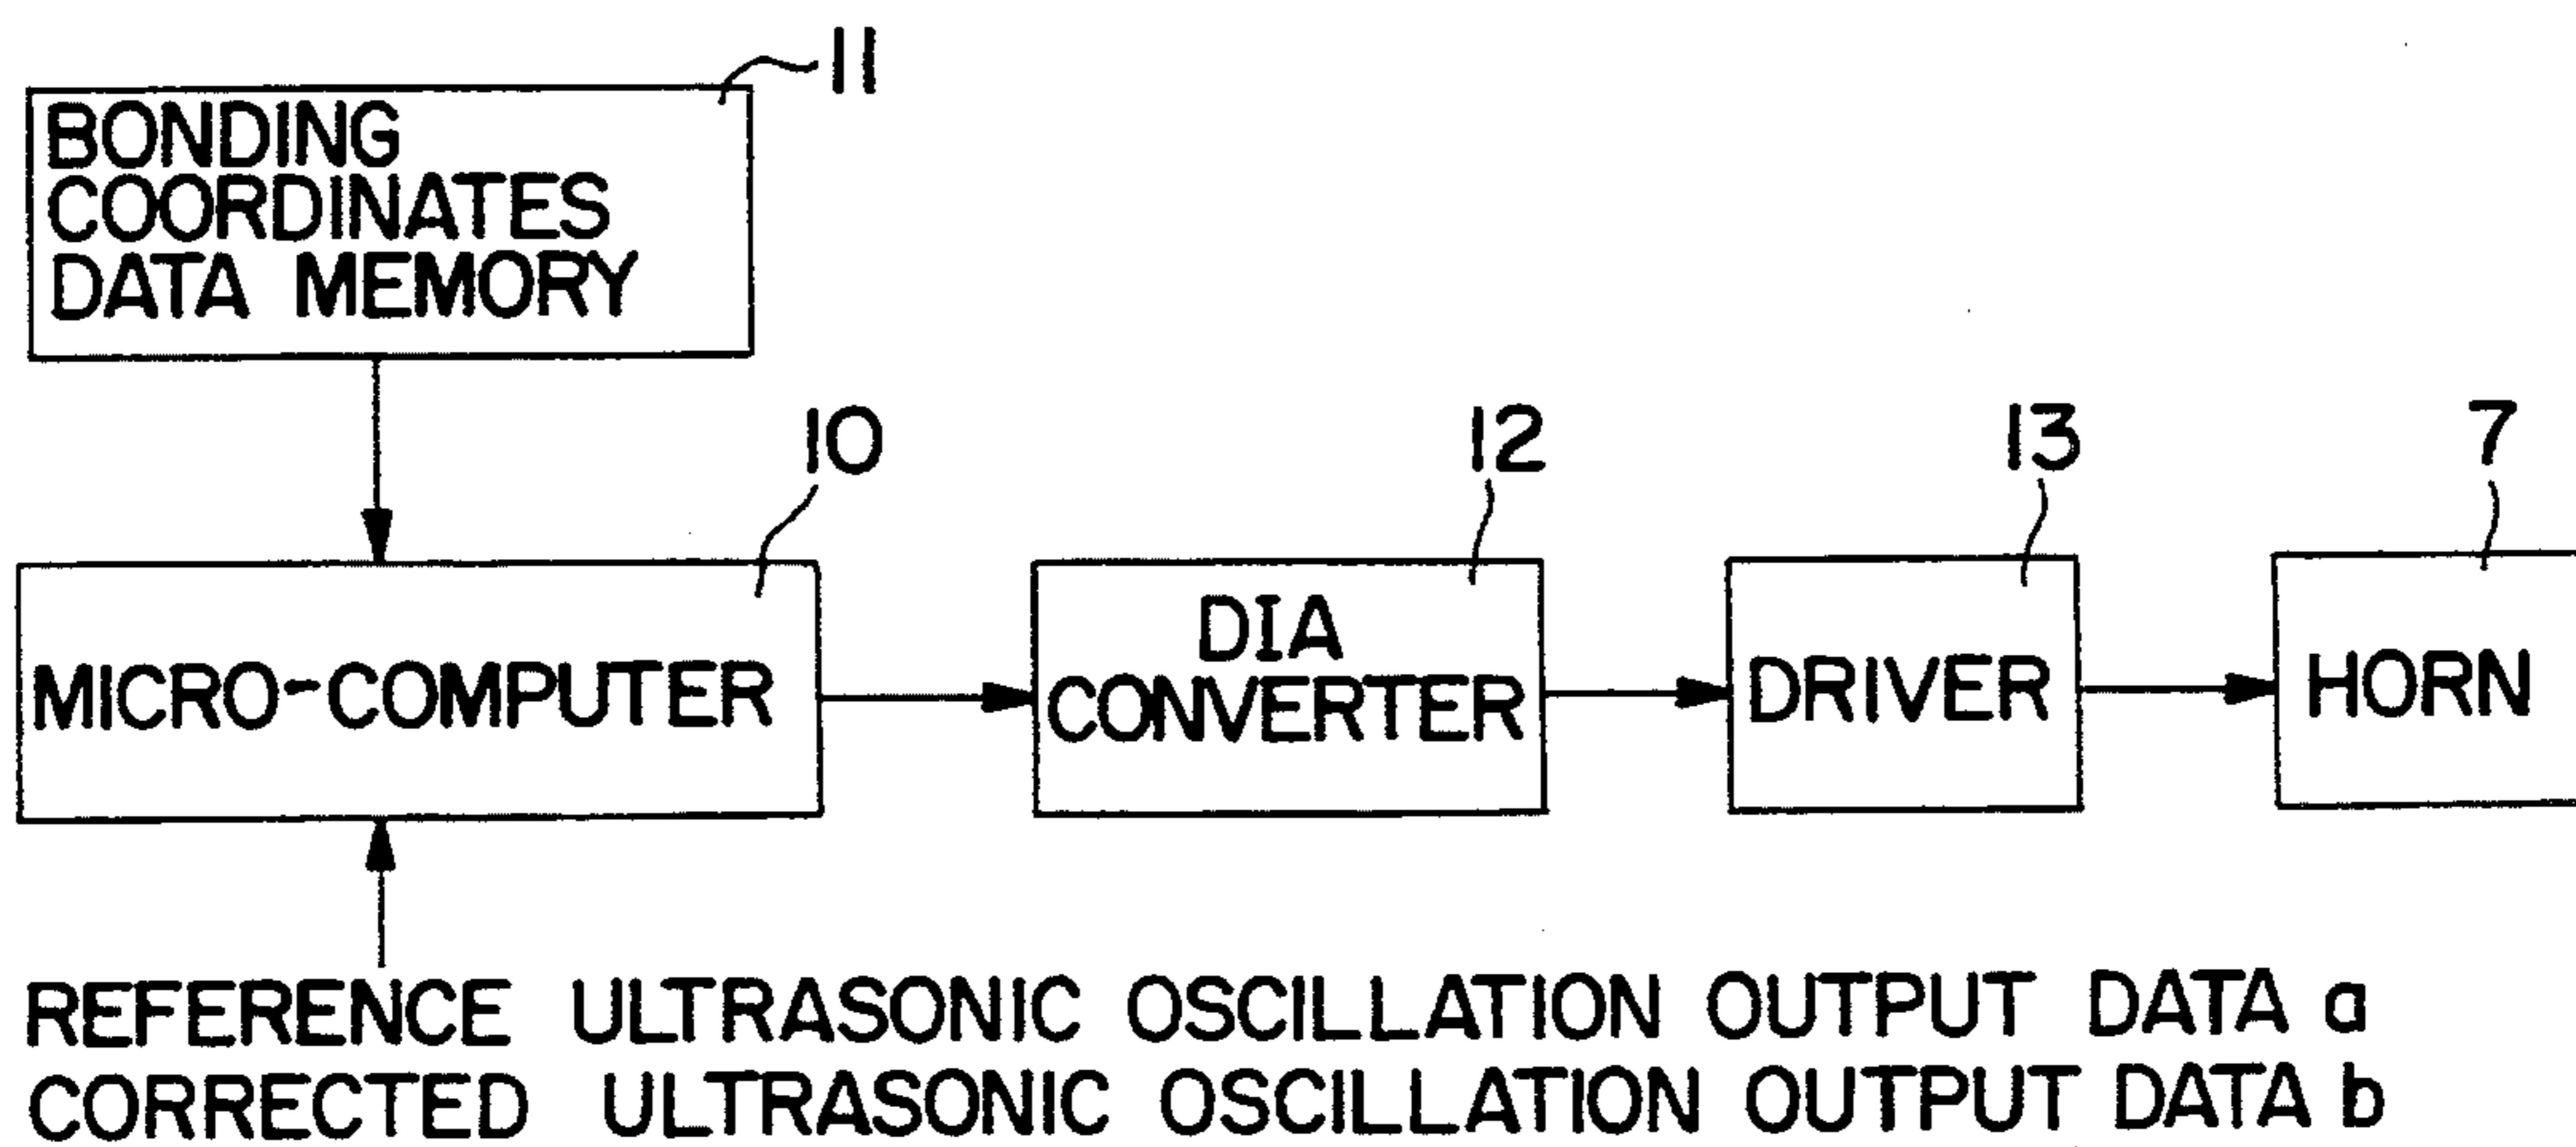 11
BONDING
COORDINATES
DATA MEMORY
10
12
13
7
MICRO-COMPUTER
DIA
CONVERTER
DRIVER
HORN
REFERENCE ULTRASONIC OSCILLATION OUTPUT DATA a
CORRECTED ULTRASONIC OSCILLATION OUTPUT DATA b